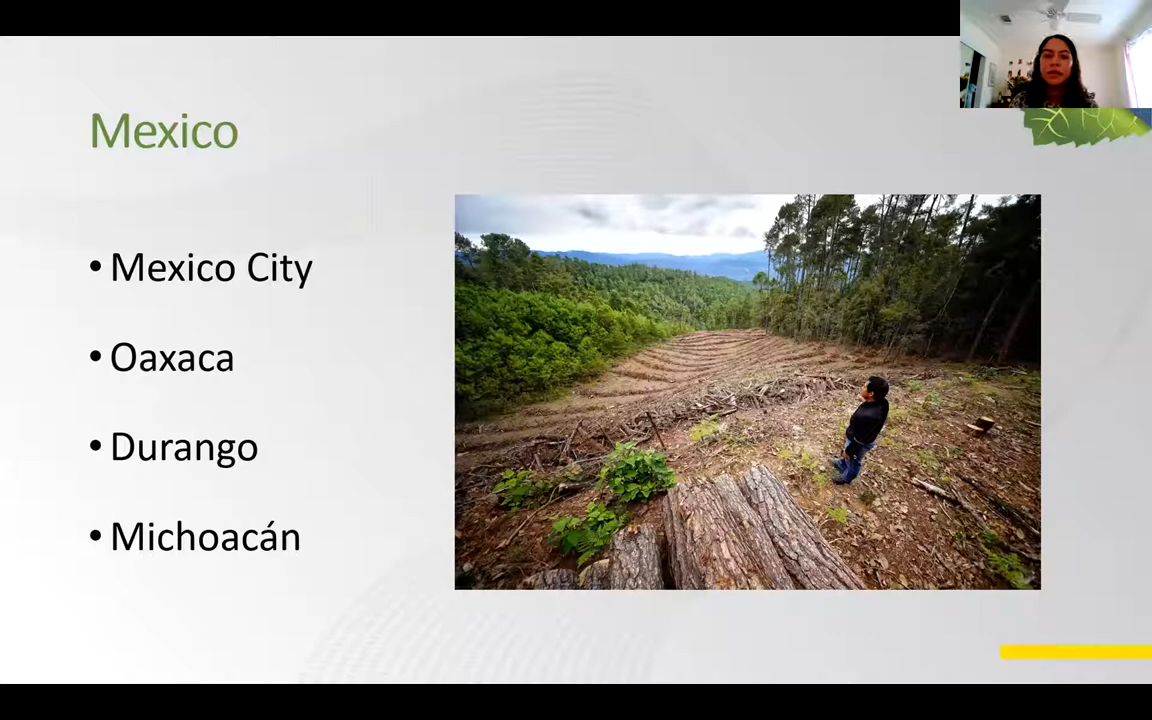 Mexico
• Mexico City
• Oaxaca
• Durango
• Michoacán